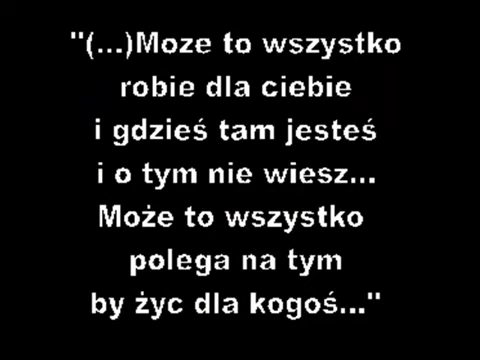 "(...)Moze to wszystko
robie dla ciebie
i gdzieś tam jesteś
i o tym nie wiesz...
Może to wszystko
polega na tym
by życ dla kogoś..."